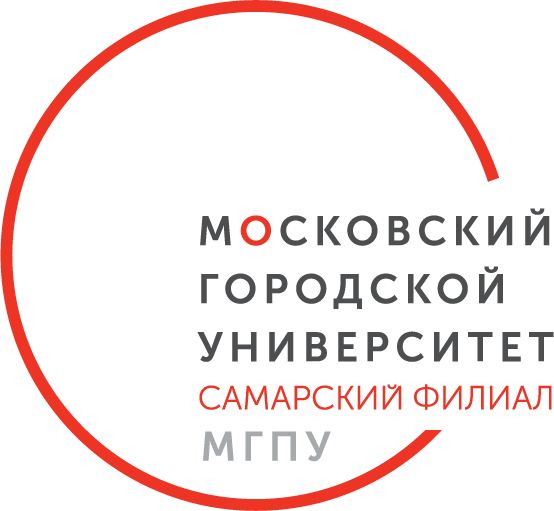 МОСКОВСКИЙ
ГОРОДСКОЙ
УНИВЕРСИТЕТ
САМАРСКИЙ ФИЛИАЛ
МГПУ